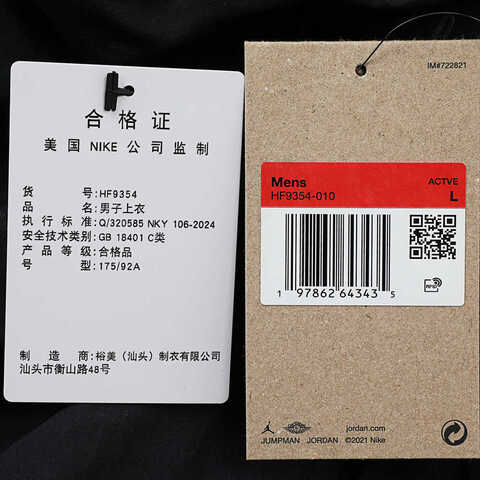 合格证
美国 NIKE 公司监制
货号:HF9354
品名:男子上衣
执行标准:Q/320585 NKY 106-2024
安全技术类别:GB 18401 C类
产品等级:合格品
号型:175/92A
制造商:裕美（汕头）制衣有限公司
汕头市衡山路48号
IM#722821
Mens ACTVE
HF9354-010 L
1 97862 64343 5
RFID
JUMPMAN JORDAN
jordan.com
©2021 Nike